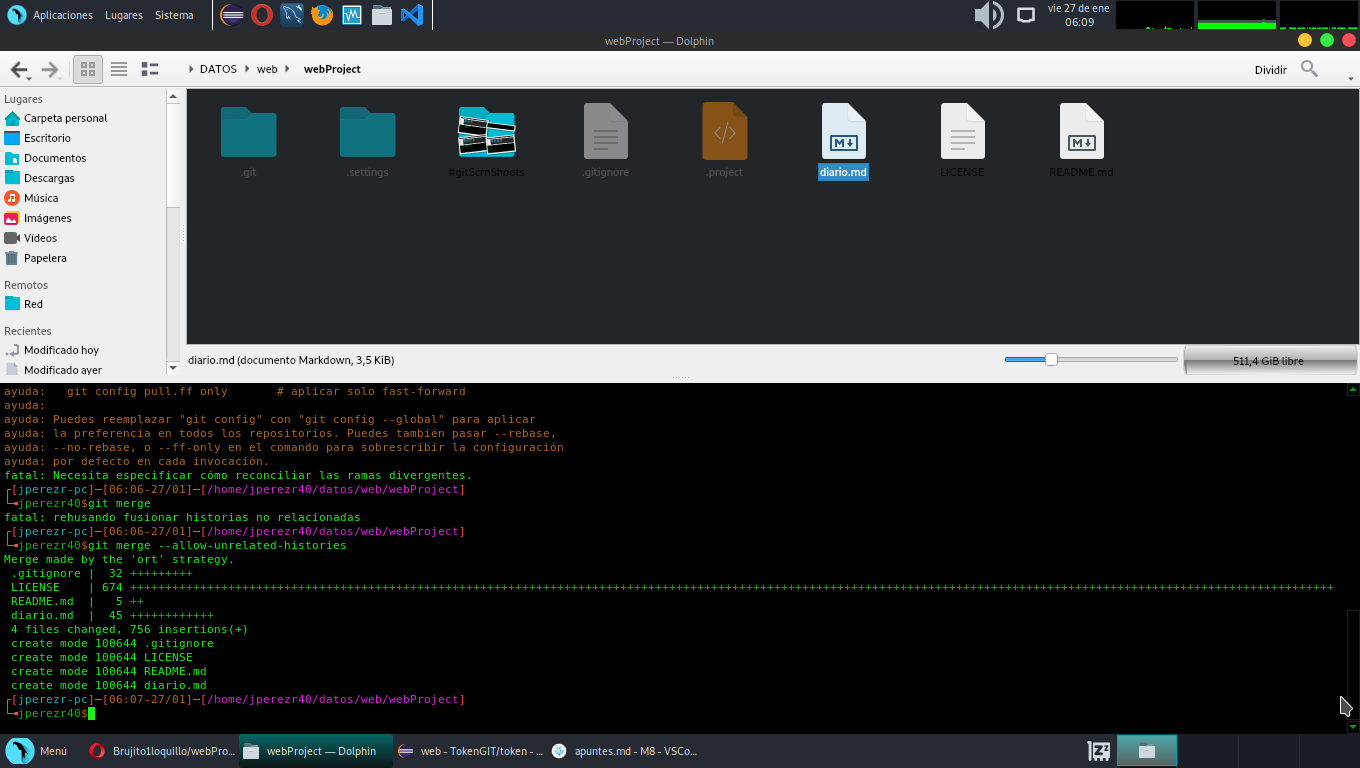 Aplicaciones Lugares Sistema
vie 27 de ene
06:09
webProject — Dolphin
DATOS web webProject
Dividir
Lugares
Carpeta personal
Escritorio
Documentos
Descargas
Música
Imágenes
Vídeos
Papelera
Remotos
Red
Recientes
Modificado hoy
Modificado ayer
.git
.settings
#gitScrnShoots
.gitignore
.project
diario.md
LICENSE
README.md
diario.md (documento Markdown, 3,5 KiB)
511,4 GiB libre
ayuda:   git config pull.ff only       # aplicar solo fast-forward
ayuda:
ayuda: Puedes reemplazar "git config" con "git config --global" para aplicar
ayuda: la preferencia en todos los repositorios. Puedes también pasar --rebase,
ayuda: --no-rebase, o --ff-only en el comando para sobrescribir la configuración
ayuda: por defecto en cada invocación.
fatal: Necesita especificar cómo reconciliar las ramas divergentes.
┌[jperezr-pc]─[06:06-27/01]─[/home/jperezr40/datos/web/webProject]
└╼jperezr40$git merge
fatal: rehusando fusionar historias no relacionadas
┌[jperezr-pc]─[06:06-27/01]─[/home/jperezr40/datos/web/webProject]
└╼jperezr40$git merge --allow-unrelated-histories
Merge made by the 'ort' strategy.
 .gitignore |  32 +++++++++
 LICENSE    | 674 ++++++++++++++++++++++++++++++++++++++++++++++++++++++++++++++++++++++++++++++++++++++++++++++++++++++++++++++++++++++++++++++++++++++++++++++++++++++++++++++++++++++++++++
 README.md  |   5 ++
 diario.md  |  45 ++++++++++++
 4 files changed, 756 insertions(+)
 create mode 100644 .gitignore
 create mode 100644 LICENSE
 create mode 100644 README.md
 create mode 100644 diario.md
┌[jperezr-pc]─[06:07-27/01]─[/home/jperezr40/datos/web/webProject]
└╼jperezr40$
Menú Brujito1loquillo/webPro... webProject — Dolphin web - TokenGIT/token - ... apuntes.md - M8 - VSCo...